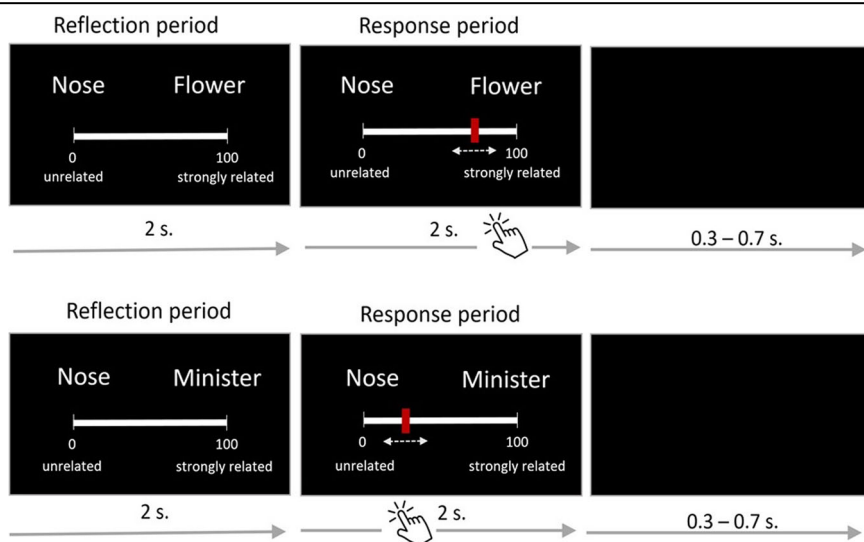 Reflection period Response period
Nose Flower Nose Flower
0 100 0 100
unrelated strongly related unrelated strongly related
2 s. 2 s. 0.3 – 0.7 s.
Reflection period Response period
Nose Minister Nose Minister
0 100 0 100
unrelated strongly related unrelated strongly related
2 s. 2 s. 0.3 – 0.7 s.